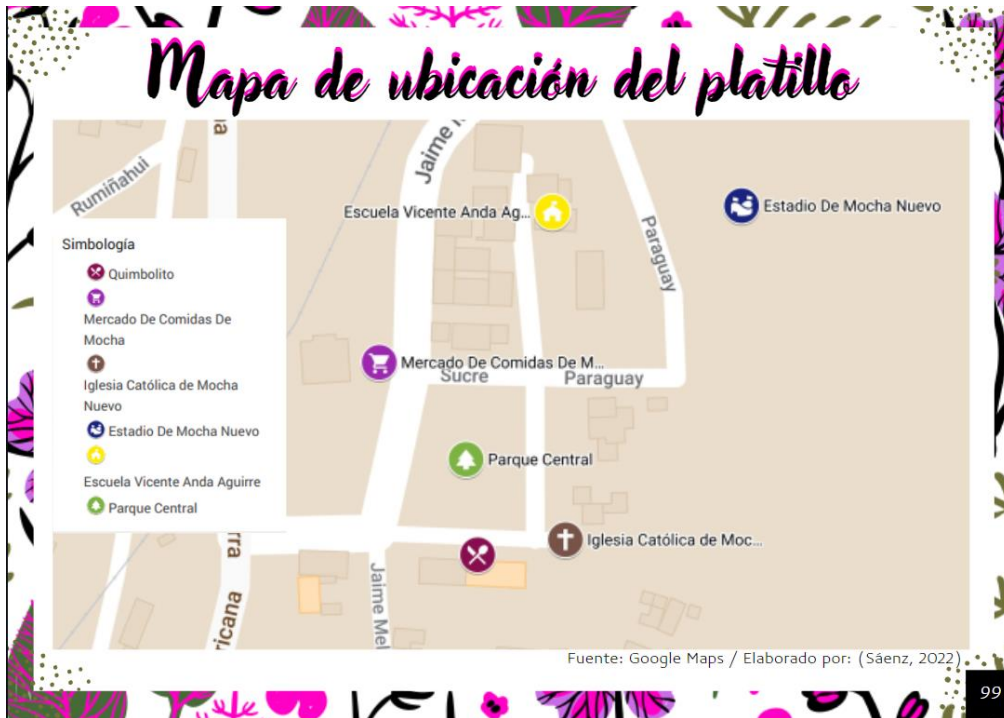 Mapa de ubicación del platillo
Rumiñahui
Jaime
Escuela Vicente Anda Ag...
Estadio De Mocha Nuevo
Paraguay
Simbología
Quimbolito
Mercado De Comidas De
Mocha
Iglesia Católica de Mocha
Nuevo
Estadio De Mocha Nuevo
Escuela Vicente Anda Aguirre
Parque Central
Mercado De Comidas De M...
Sucre
Paraguay
Parque Central
Iglesia Católica de Moc...
rra
ricana
Jaime Mel
Fuente: Google Maps / Elaborado por: (Sáenz, 2022)
99